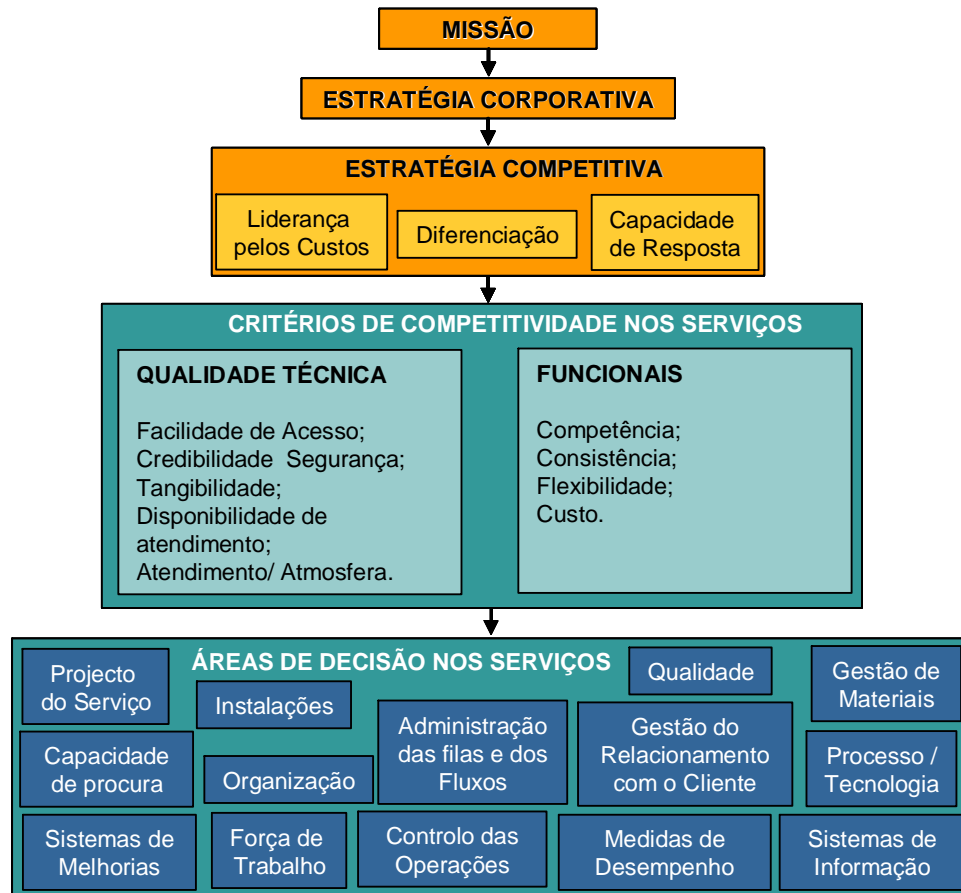 MISSÃO
ESTRATÉGIA CORPORATIVA
ESTRATÉGIA COMPETITIVA
Liderança
pelos Custos
Diferenciação
Capacidade
de Resposta
CRITÉRIOS DE COMPETITIVIDADE NOS SERVIÇOS
QUALIDADE TÉCNICA
Facilidade de Acesso;
Credibilidade Segurança;
Tangibilidade;
Disponibilidade de
atendimento;
Atendimento/ Atmosfera.
FUNCIONAIS
Competência;
Consistência;
Flexibilidade;
Custo.
ÁREAS DE DECISÃO NOS SERVIÇOS
Projecto
do Serviço
Instalações
Qualidade
Gestão de
Materiais
Capacidade
de procura
Organização
Administração
das filas e dos
Fluxos
Gestão do
Relacionamento
com o Cliente
Processo /
Tecnologia
Sistemas de
Melhorias
Força de
Trabalho
Controlo das
Operações
Medidas de
Desempenho
Sistemas de
Informação